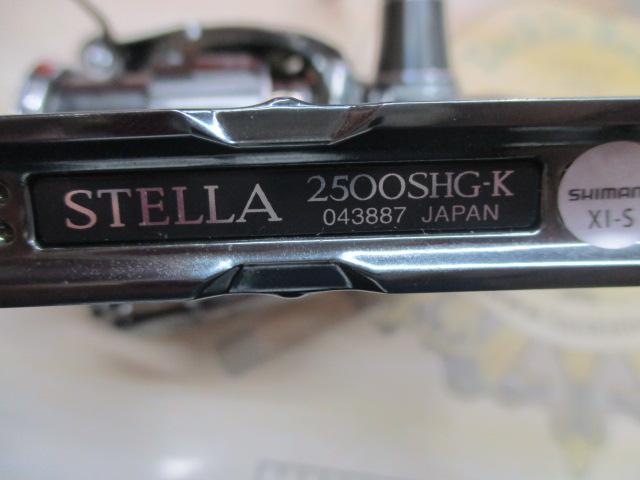 STELLA 2500SHG-K
043887 JAPAN
SHIMAN
XI-S